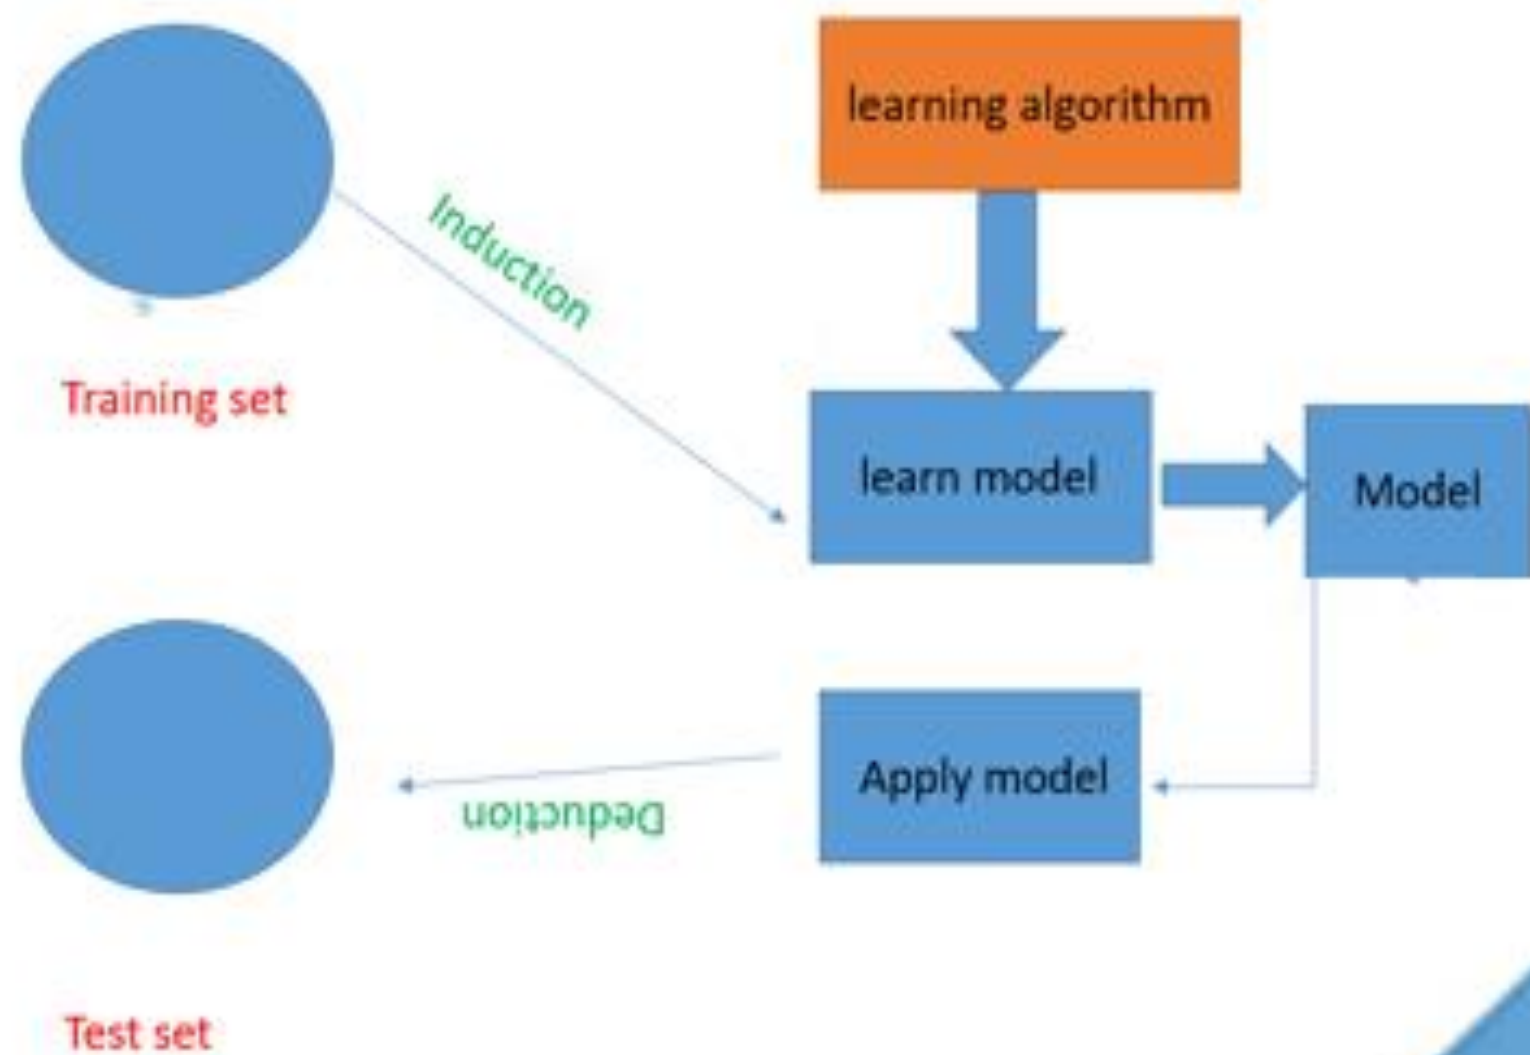 learning algorithm
Induction
Training set
learn model
Model
Apply model
Deduction
Test set